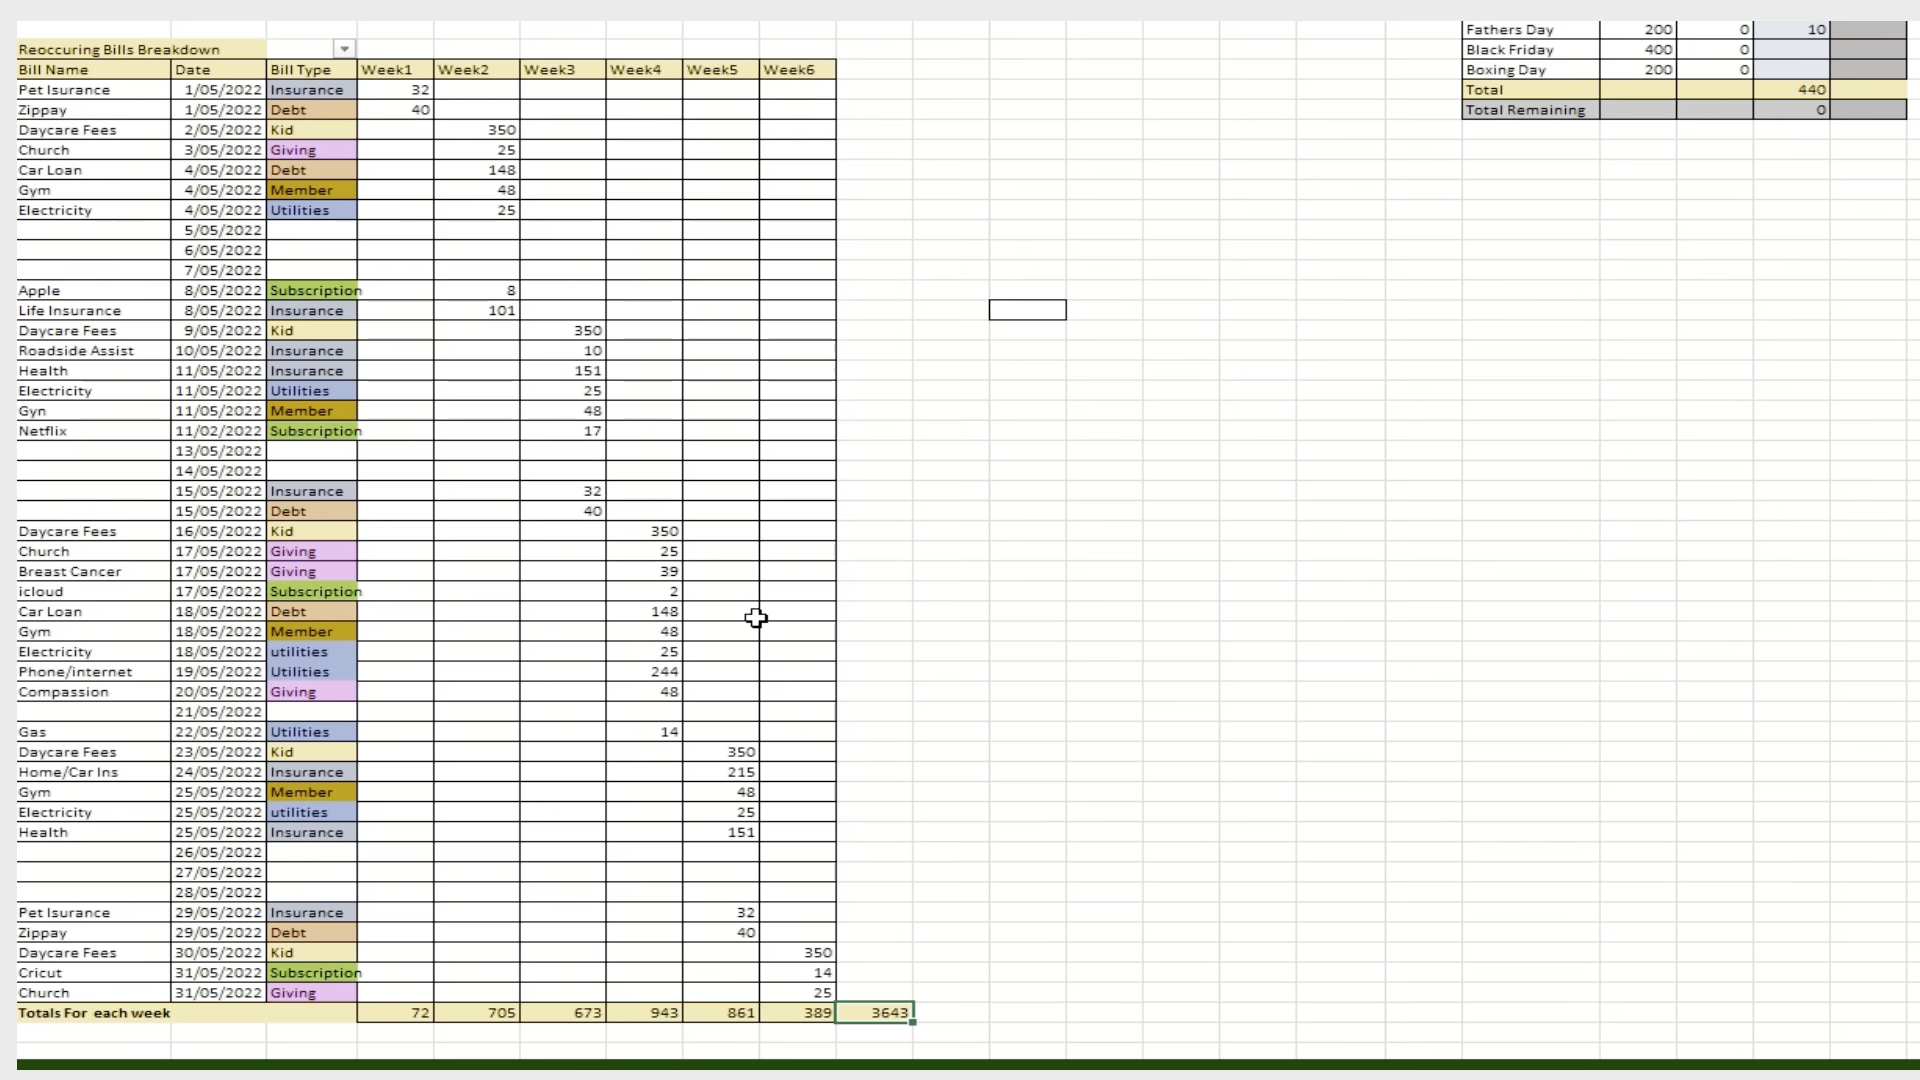 Fathers Day 200 0 10
Reoccuring Bills Breakdown Black Friday 400 0
Bill Name Date Bill Type Week1 Week2 Week3 Week4 Week5 Week6 Boxing Day 200 0
Pet Isurance 1/05/2022 Insurance 32 Total 440
Zippay 1/05/2022 Debt 40 Total Remaining 0
Daycare Fees 2/05/2022 Kid 350
Church 3/05/2022 Giving 25
Car Loan 4/05/2022 Debt 148
Gym 4/05/2022 Member 48
Electricity 4/05/2022 Utilities 25
5/05/2022
6/05/2022
7/05/2022
Apple 8/05/2022 Subscription 8
Life Insurance 8/05/2022 Insurance 101
Daycare Fees 9/05/2022 Kid 350
Roadside Assist 10/05/2022 Insurance 10
Health 11/05/2022 Insurance 151
Electricity 11/05/2022 Utilities 25
Gyn 11/05/2022 Member 48
Netflix 11/02/2022 Subscription 17
13/05/2022
14/05/2022
15/05/2022 Insurance 32
15/05/2022 Debt 40
Daycare Fees 16/05/2022 Kid 350
Church 17/05/2022 Giving 25
Breast Cancer 17/05/2022 Giving 39
icloud 17/05/2022 Subscription 2
Car Loan 18/05/2022 Debt 148
Gym 18/05/2022 Member 48
Electricity 18/05/2022 utilities 25
Phone/internet 19/05/2022 Utilities 244
Compassion 20/05/2022 Giving 48
21/05/2022
Gas 22/05/2022 Utilities 14
Daycare Fees 23/05/2022 Kid 350
Home/Car Ins 24/05/2022 Insurance 215
Gym 25/05/2022 Member 48
Electricity 25/05/2022 utilities 25
Health 25/05/2022 Insurance 151
26/05/2022
27/05/2022
28/05/2022
Pet Isurance 29/05/2022 Insurance 32
Zippay 29/05/2022 Debt 40
Daycare Fees 30/05/2022 Kid 350
Cricut 31/05/2022 Subscription 14
Church 31/05/2022 Giving 25
Totals For each week 72 705 673 943 861 389 3643